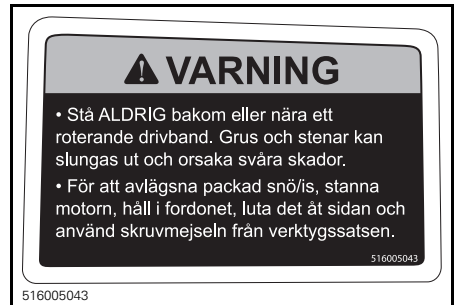 VARNING
• Stå ALDRIG bakom eller nära ett
roterande drivband. Grus och stenar kan
slungas ut och orsaka svåra skador.
• För att avlägsna packad snö/is, stanna
motorn, håll i fordonet, luta det åt sidan och
använd skruvmejseln från verktygssatsen.
516005043
516005043